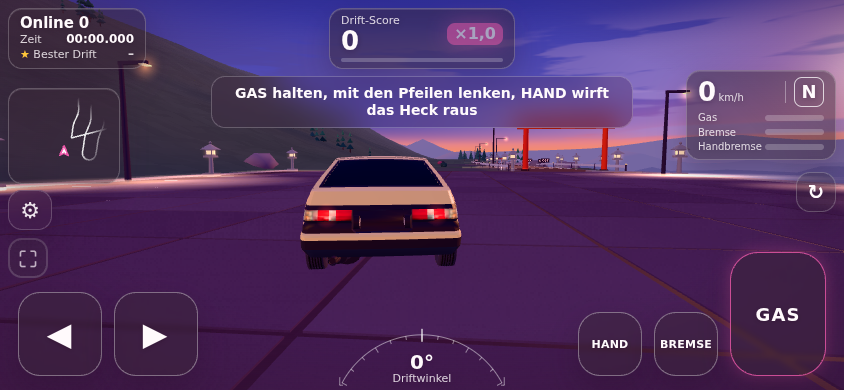 Online 0
Zeit 00:00.000
★ Bester Drift –
Drift-Score
0 ×1,0
GAS halten, mit den Pfeilen lenken, HAND wirft
das Heck raus
0 km/h N
Gas
Bremse
Handbremse
0°
Driftwinkel
HAND
BREMSE
GAS